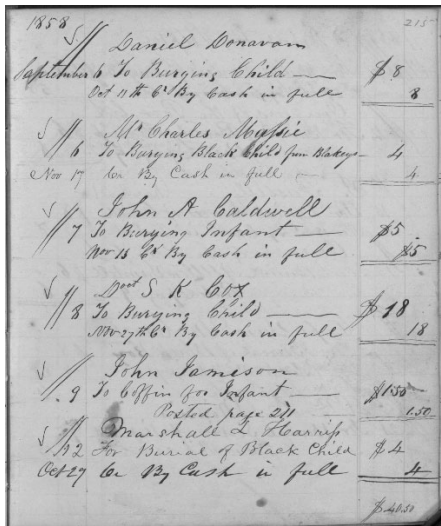 1858 215
Daniel Donavam
September 6 To Burying Child $8
Oct 11th Cr By Cash in full 8
Mr Charles Massie
6 To Burying Black Child from Blakeys 4
Nov 17 Cr By Cash in full 4
John A Caldwell
7 To Burying Infant $5
Nov 15 Cr By Cash in full $5
Doct S K Cox
8 To Burying Child $18
Nov 27th Cr By Cash in full 18
John Jamison
9 To Coffin for Infant $1.50
Posted page 211 1.50
Marshall L Harris
12 For Burial of Black Child $4
Oct 27 Cr By Cash in full 4
$40.50